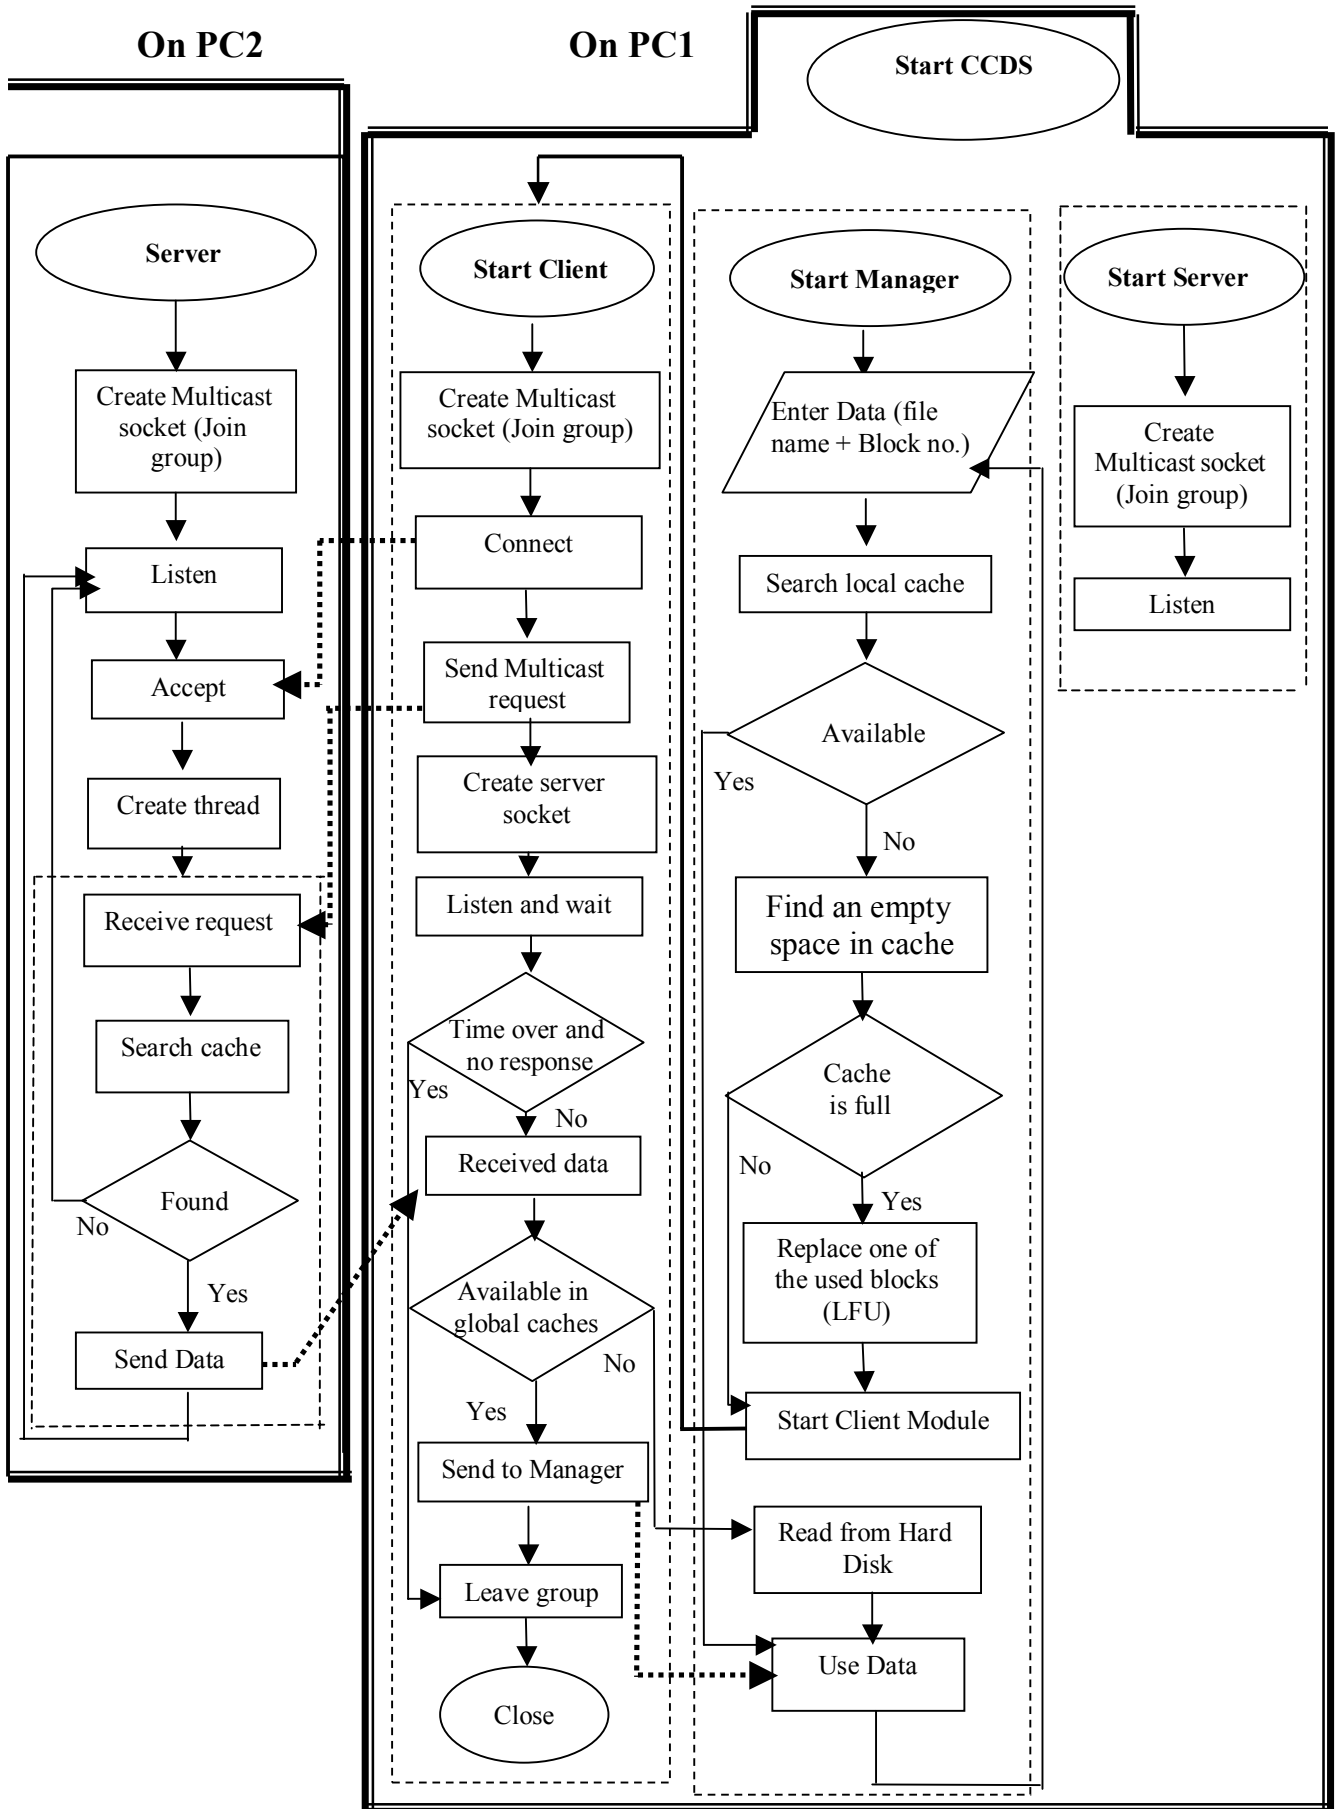 On PC2
On PC1
Start CCDS
Server
Create Multicast
socket (Join
group)
Listen
Accept
Create thread
Receive request
Search cache
Found
No
Yes
Send Data
Start Client
Create Multicast
socket (Join group)
Connect
Send Multicast
request
Create server
socket
Listen and wait
Time over and
no response
Yes
No
Received data
Available in
global caches
No
Yes
Send to Manager
Leave group
Close
Start Manager
Enter Data (file
name + Block no.)
Search local cache
Available
Yes
No
Find an empty
space in cache
Cache
is full
No
Yes
Replace one of
the used blocks
(LFU)
Start Client Module
Read from Hard
Disk
Use Data
Start Server
Create
Multicast socket
(Join group)
Listen